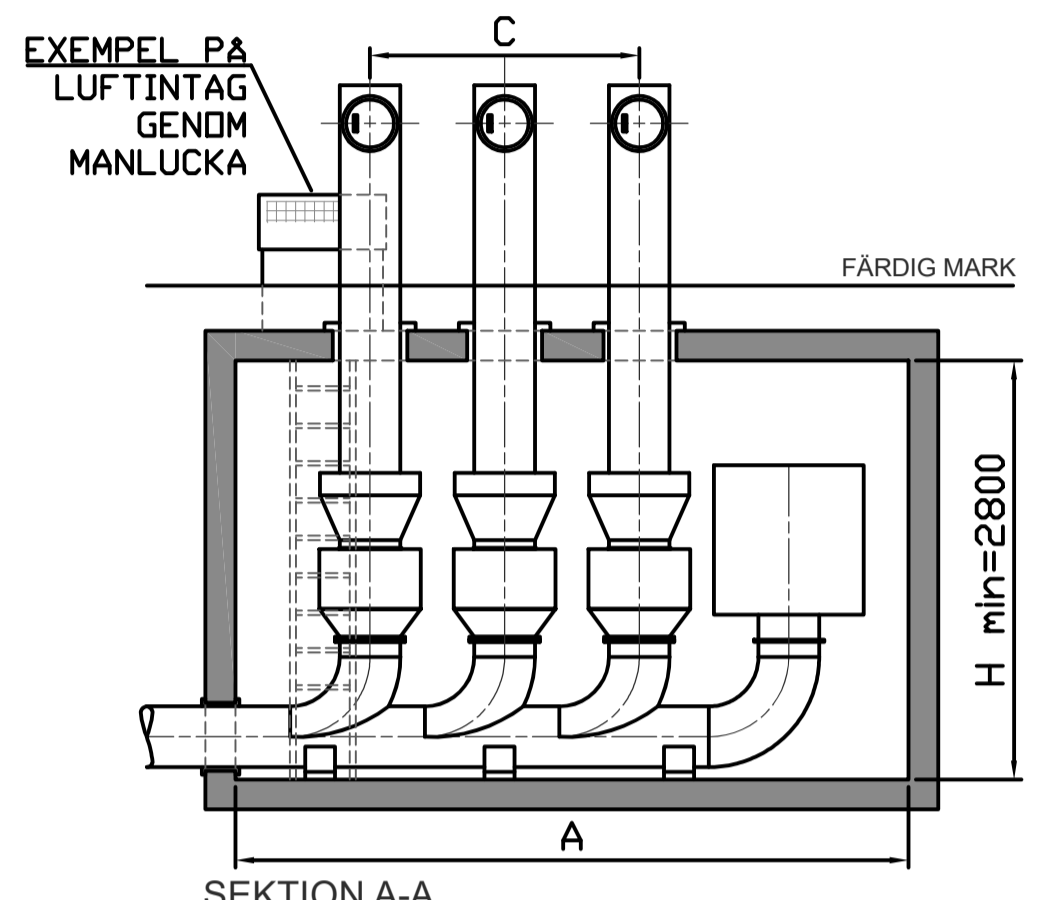 C
EXEMPEL PÅ
LUFTINTAG
GENOM
MANLUCKA
FÄRDIG MARK
H min=2800
A
SEKTION A-A